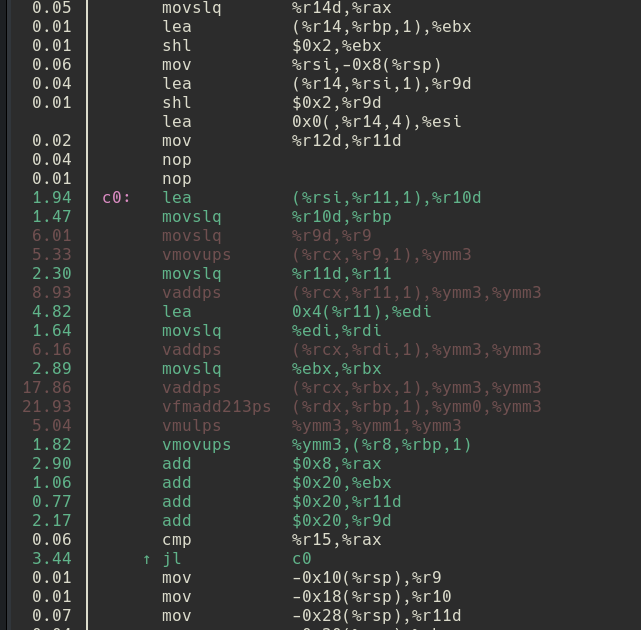 0.05 movslq %r14d,%rax
0.01 lea (%r14,%rbp,1),%ebx
0.01 shl $0x2,%ebx
0.06 mov %rsi,-0x8(%rsp)
0.04 lea (%r14,%rsi,1),%r9d
0.01 shl $0x2,%r9d
lea 0x0(,%r14,4),%esi
0.02 mov %r12d,%r11d
0.04 nop
0.01 nop
1.94 c0: lea (%rsi,%r11,1),%r10d
1.47 movslq %r10d,%rbp
6.01 movslq %r9d,%r9
5.33 vmovups (%rcx,%r9,1),%ymm3
2.30 movslq %r11d,%r11
8.93 vaddps (%rcx,%r11,1),%ymm3,%ymm3
4.82 lea 0x4(%r11),%edi
1.64 movslq %edi,%rdi
6.16 vaddps (%rcx,%rdi,1),%ymm3,%ymm3
2.89 movslq %ebx,%rbx
17.86 vaddps (%rcx,%rbx,1),%ymm3,%ymm3
21.93 vfmadd213ps (%rdx,%rbp,1),%ymm0,%ymm3
5.04 vmulps %ymm3,%ymm1,%ymm3
1.82 vmovups %ymm3,(%r8,%rbp,1)
2.90 add $0x8,%rax
1.06 add $0x20,%ebx
0.77 add $0x20,%r11d
2.17 add $0x20,%r9d
0.06 cmp %r15,%rax
3.44 ↑ jl c0
0.01 mov -0x10(%rsp),%r9
0.01 mov -0x18(%rsp),%r10
0.07 mov -0x28(%rsp),%r11d